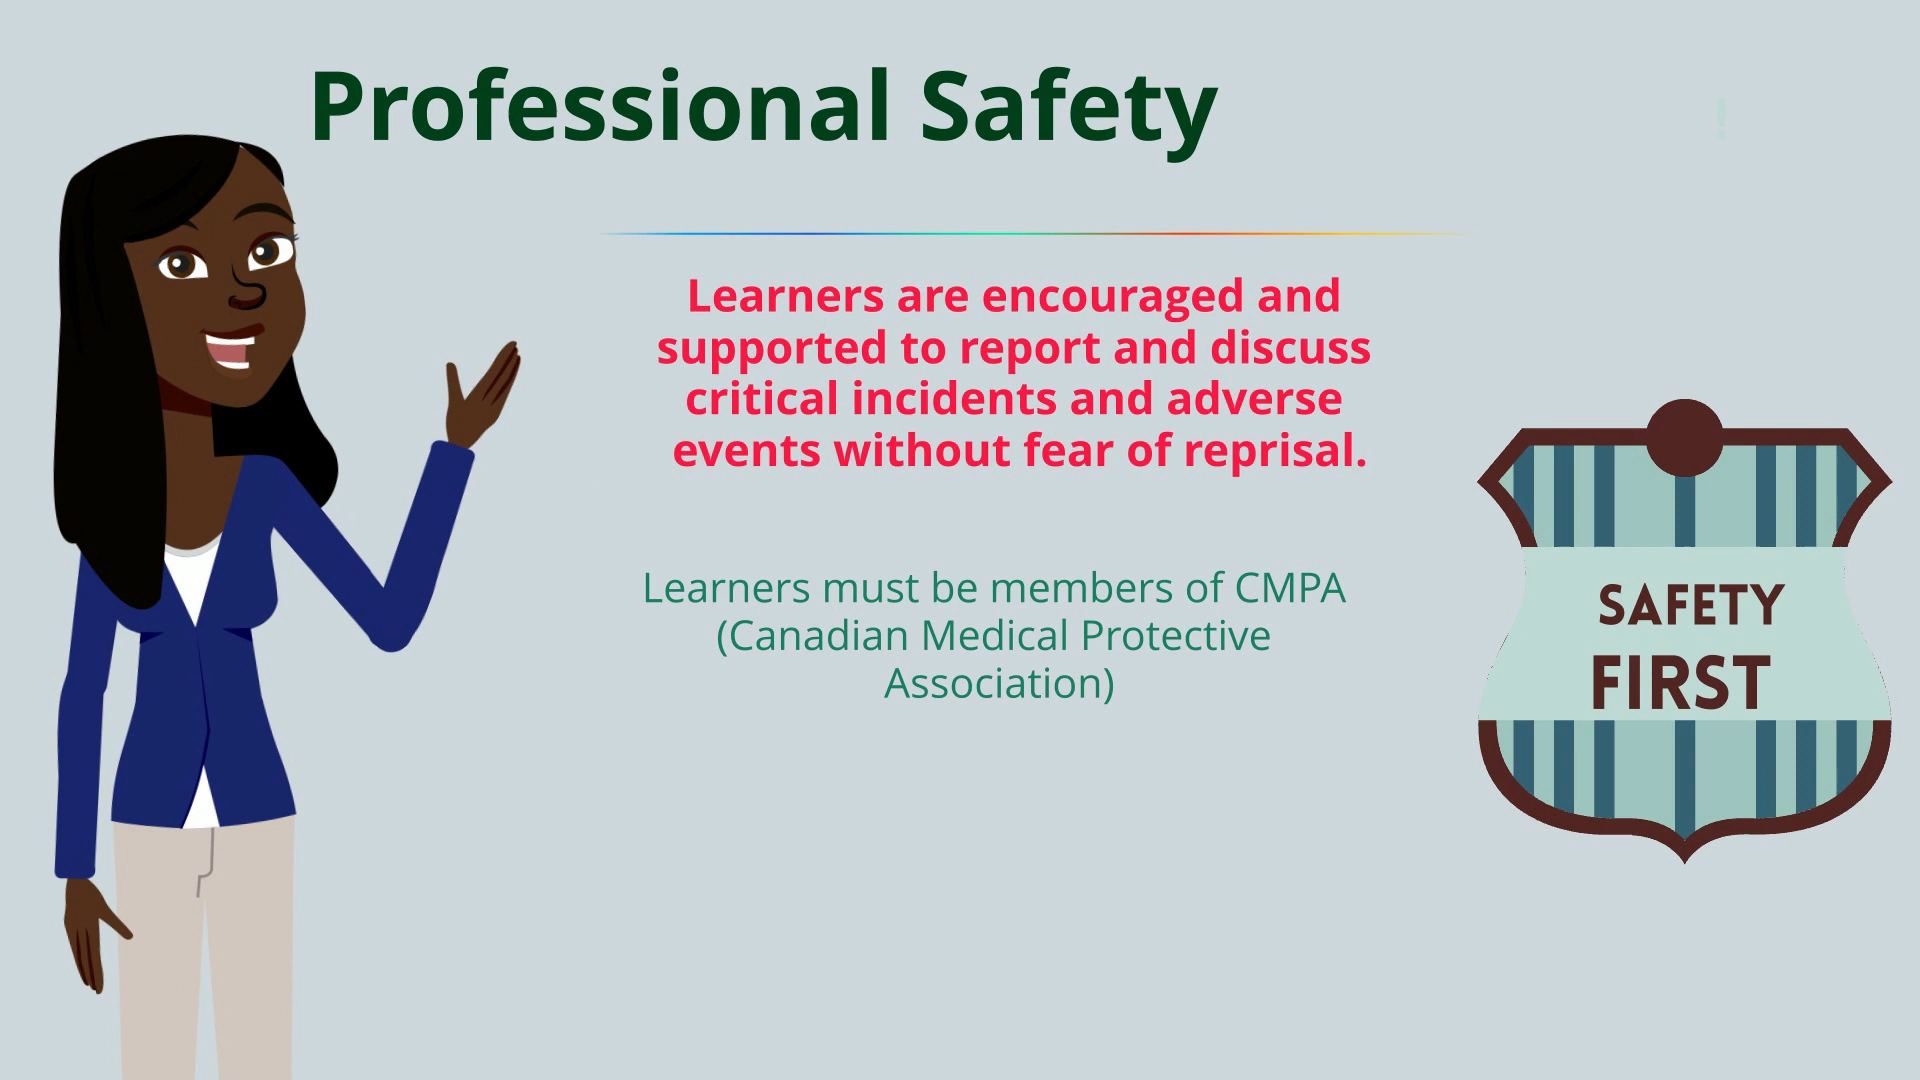 Professional Safety
!
Learners are encouraged and
supported to report and discuss
critical incidents and adverse
events without fear of reprisal.
Learners must be members of CMPA
(Canadian Medical Protective
Association)
SAFETY
FIRST